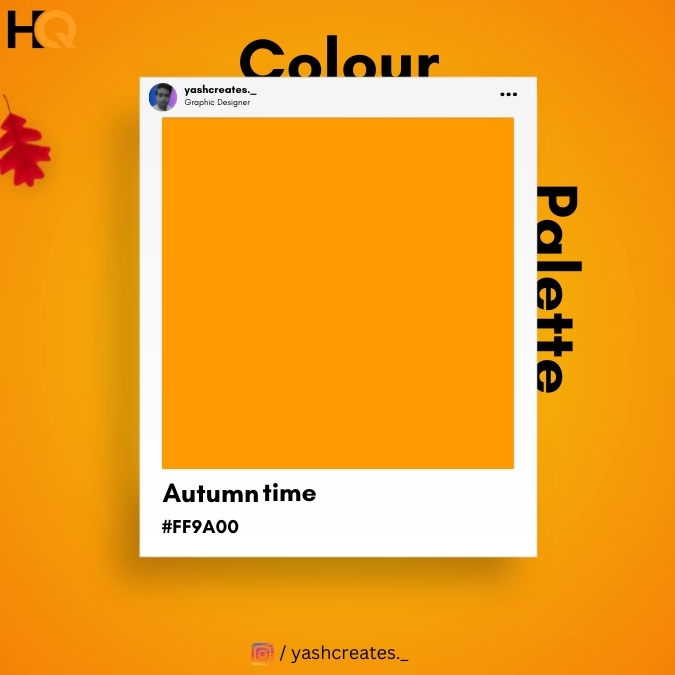 HQ
Colour
yashcreates._
Graphic Designer
Palette
Autumn time
#FF9A00
/ yashcreates._